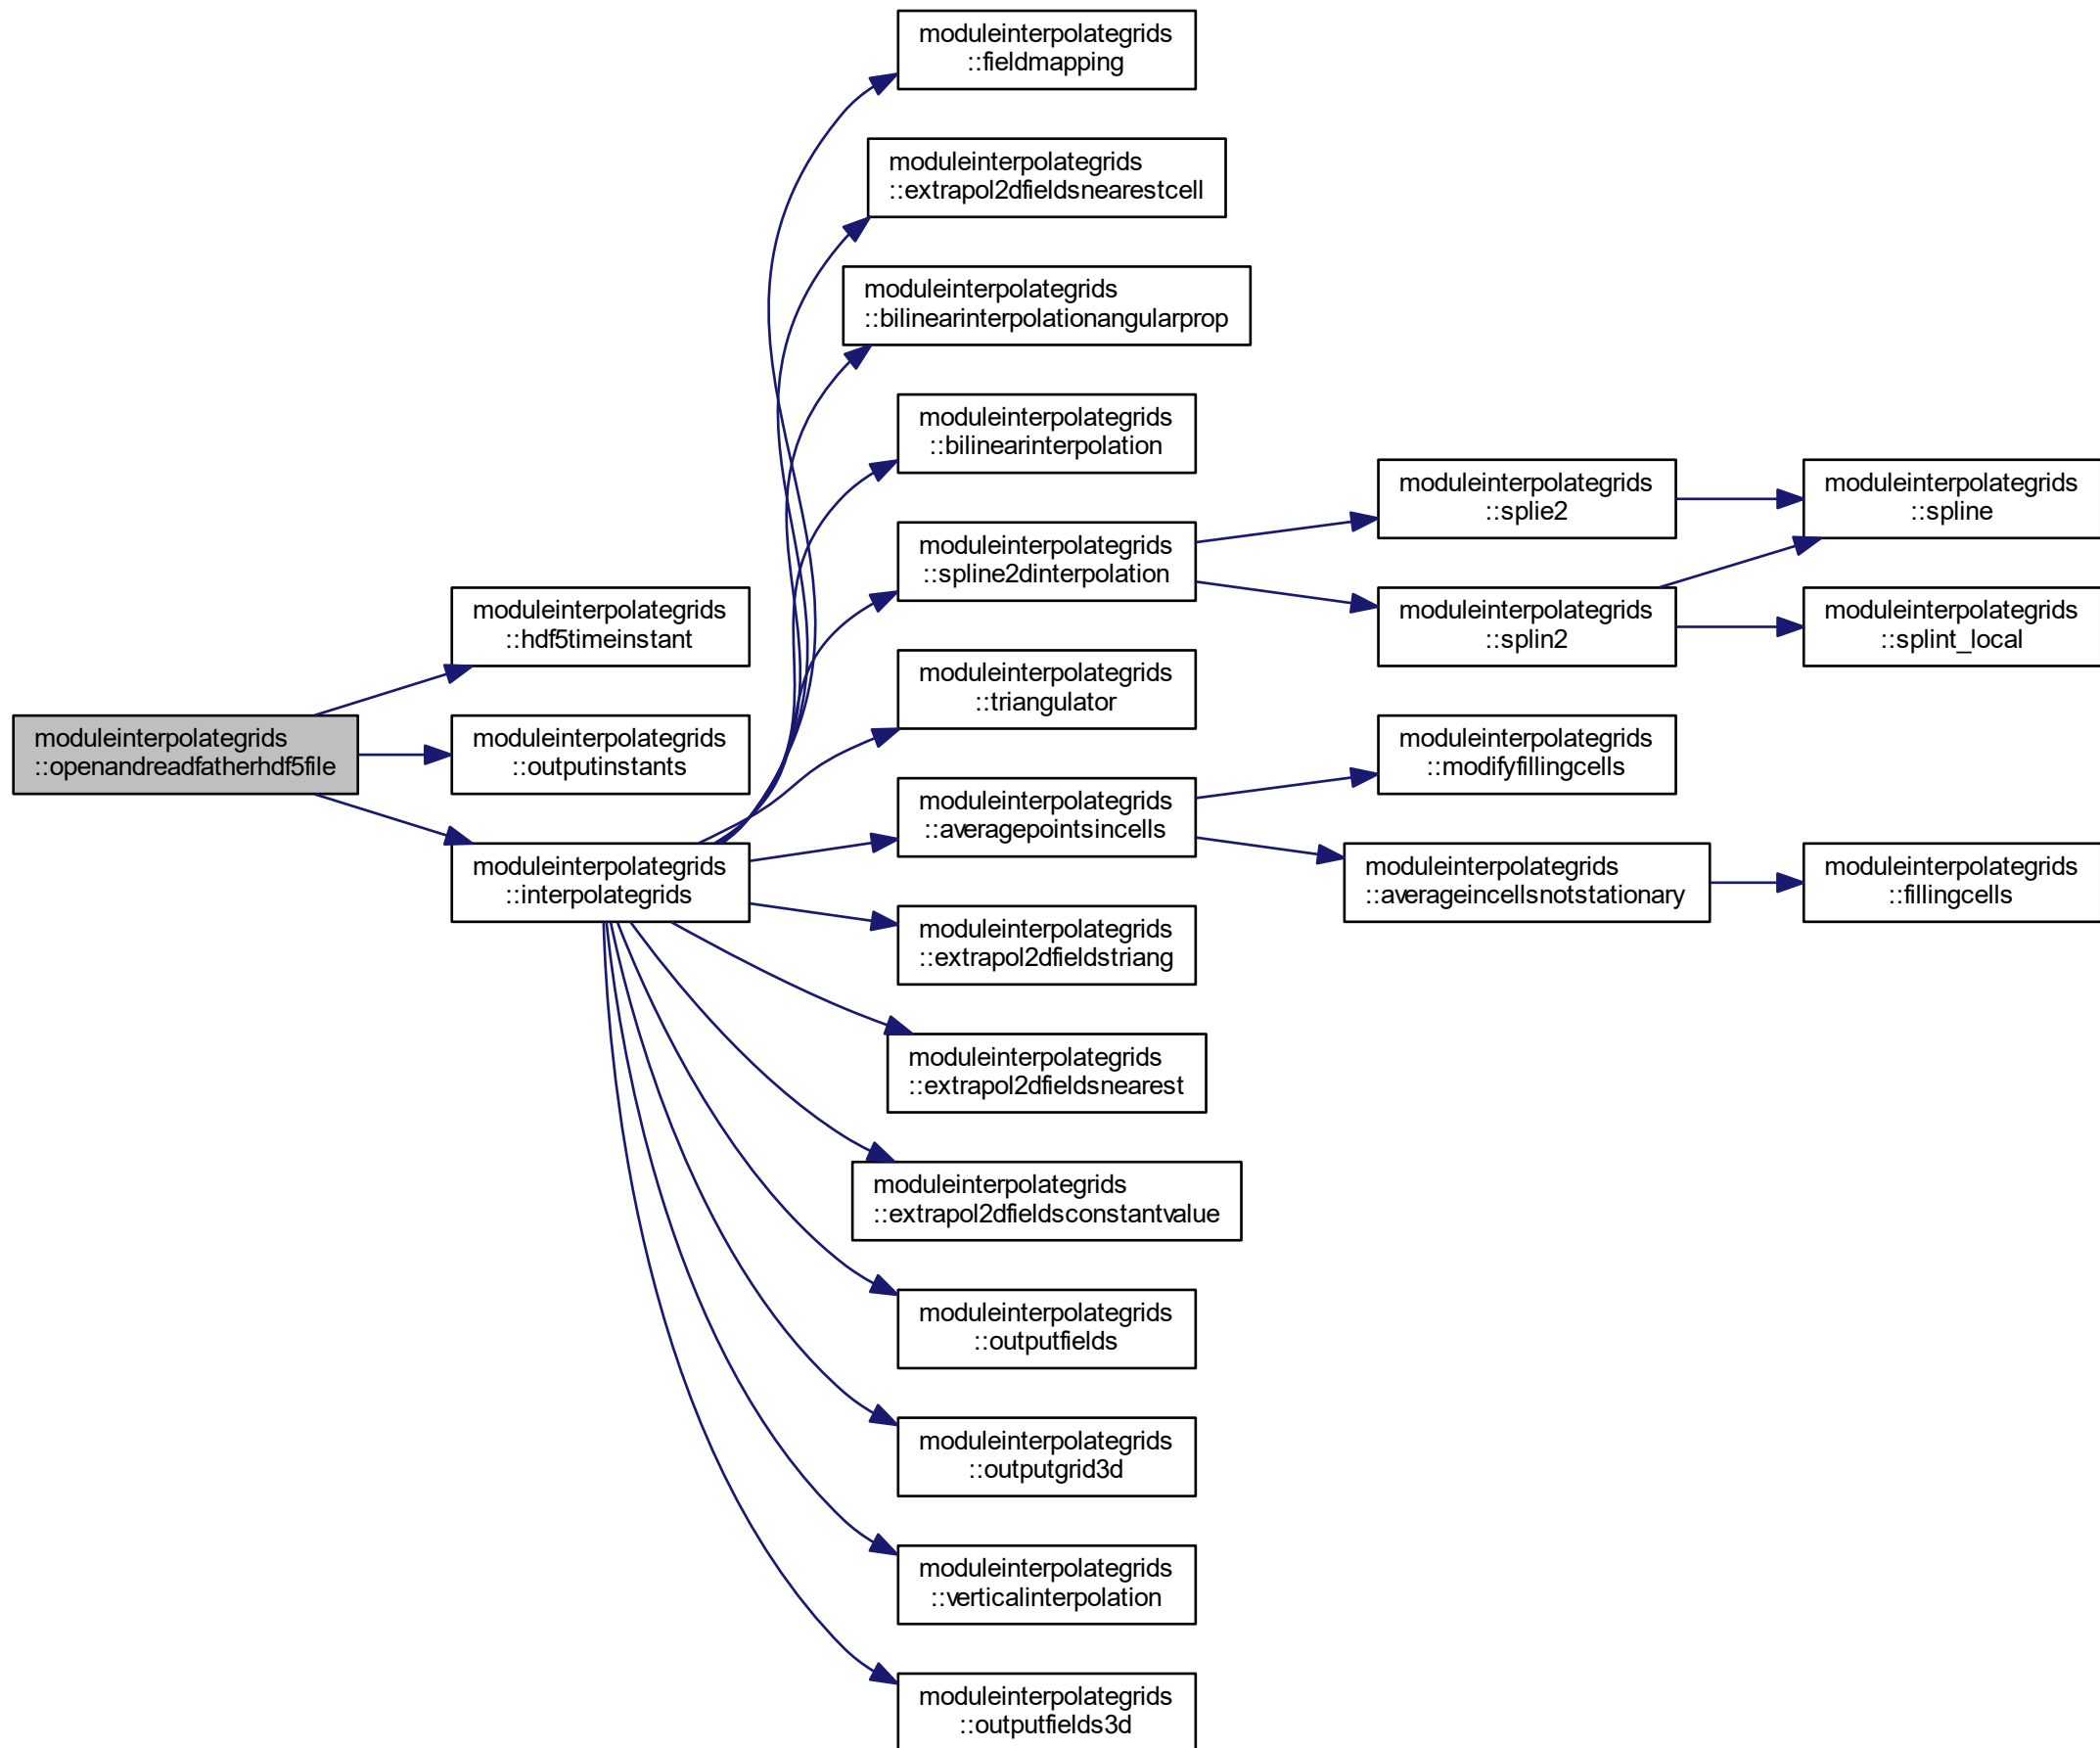 moduleinterpolategrids
::openandreadfatherhdf5file
moduleinterpolategrids
::hdf5timeinstant
moduleinterpolategrids
::outputinstants
moduleinterpolategrids
::interpolategrids
moduleinterpolategrids
::fieldmapping
moduleinterpolategrids
::extrapol2dfieldsnearestcell
moduleinterpolategrids
::bilinearinterpolationangularprop
moduleinterpolategrids
::bilinearinterpolation
moduleinterpolategrids
::spline2dinterpolation
moduleinterpolategrids
::triangulator
moduleinterpolategrids
::averagepointsincells
moduleinterpolategrids
::extrapol2dfieldstriang
moduleinterpolategrids
::extrapol2dfieldsnearest
moduleinterpolategrids
::extrapol2dfieldsconstantvalue
moduleinterpolategrids
::outputfields
moduleinterpolategrids
::outputgrid3d
moduleinterpolategrids
::verticalinterpolation
moduleinterpolategrids
::outputfields3d
moduleinterpolategrids
::splie2
moduleinterpolategrids
::splin2
moduleinterpolategrids
::modifyfillingcells
moduleinterpolategrids
::averageincellsnotstationary
moduleinterpolategrids
::spline
moduleinterpolategrids
::splint_local
moduleinterpolategrids
::fillingcells